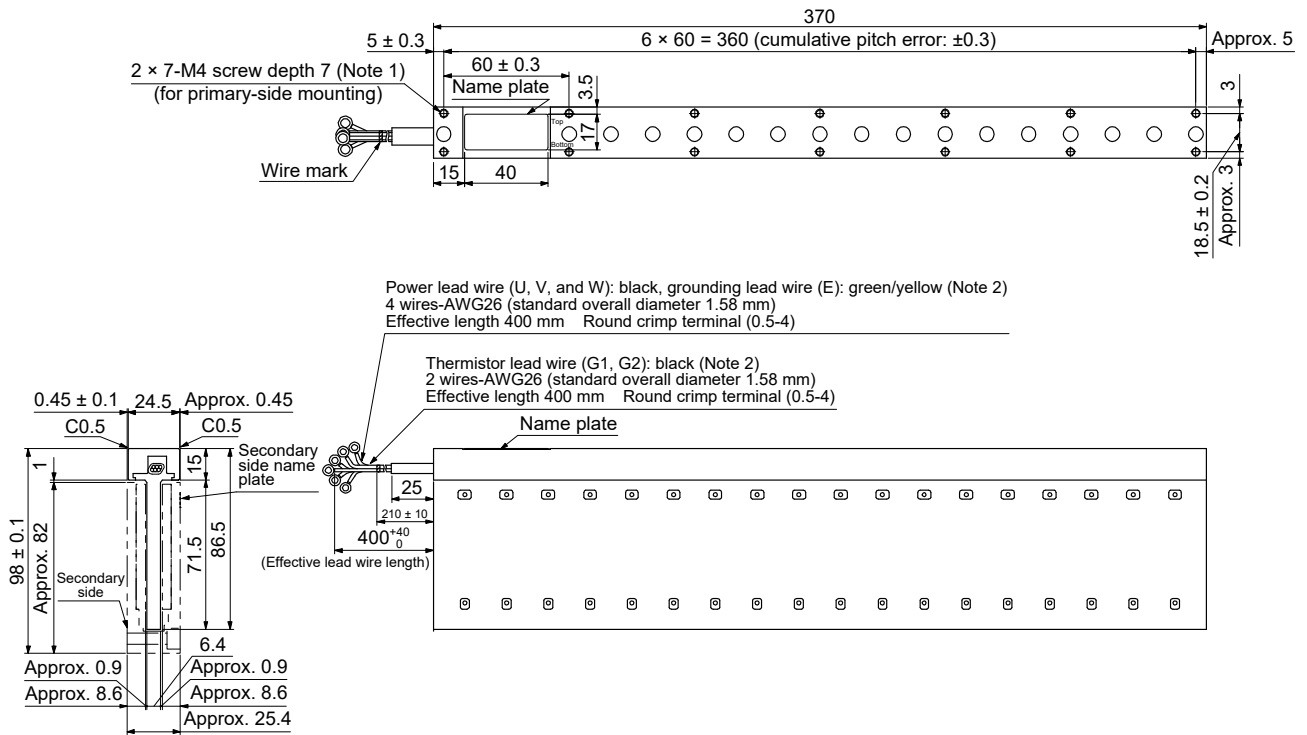 370
5 ± 0.3
6 × 60 = 360 (cumulative pitch error: ±0.3)
Approx. 5
60 ± 0.3
2 × 7-M4 screw depth 7 (Note 1)
(for primary-side mounting)
Name plate
3.5
3
Top
17
Bottom
Wire mark
15
40
18.5 ± 0.2
Approx. 3
Power lead wire (U, V, and W): black, grounding lead wire (E): green/yellow (Note 2)
4 wires-AWG26 (standard overall diameter 1.58 mm)
Effective length 400 mm Round crimp terminal (0.5-4)
Thermistor lead wire (G1, G2): black (Note 2)
2 wires-AWG26 (standard overall diameter 1.58 mm)
Effective length 400 mm Round crimp terminal (0.5-4)
0.45 ± 0.1
24.5
Approx. 0.45
C0.5
C0.5
Name plate
1
15
Secondary
side name
plate
25
210 ± 10
400 +40 0
(Effective lead wire length)
98 ± 0.1
Approx. 82
71.5
86.5
Secondary
side
6.4
Approx. 0.9
Approx. 0.9
Approx. 8.6
Approx. 8.6
Approx. 25.4